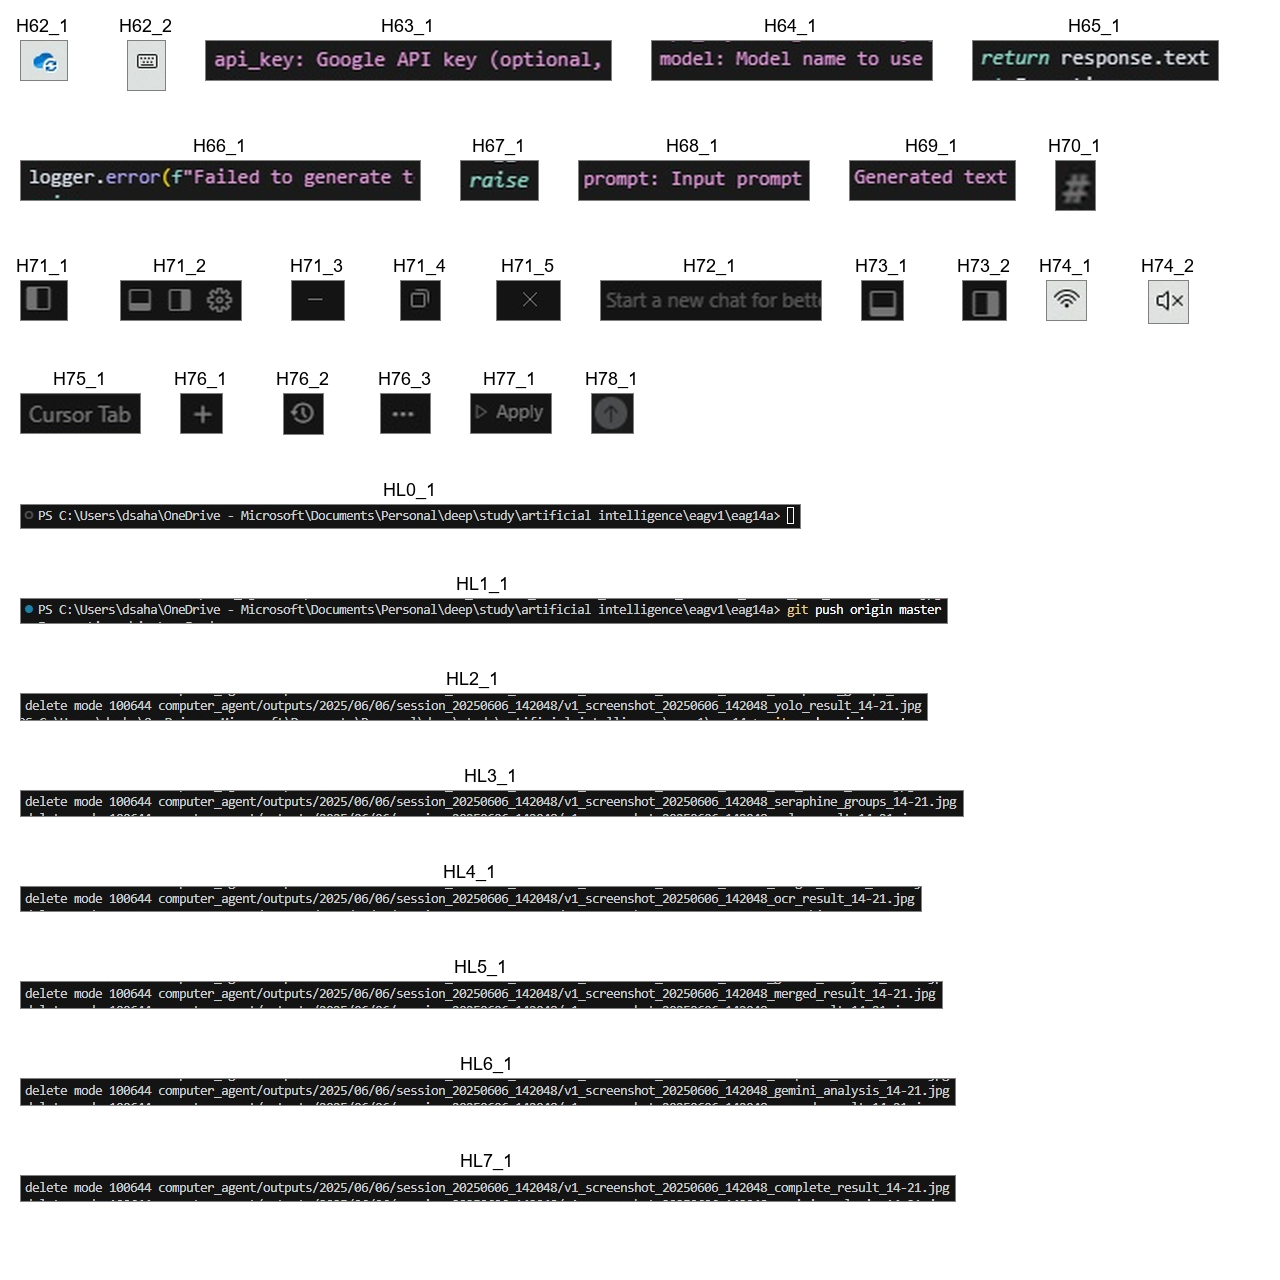 H62_1 H62_2 H63_1 H64_1 H65_1
api_key: Google API key (optional, model: Model name to use return response.text
H66_1 H67_1 H68_1 H69_1 H70_1
logger.error(f"Failed to generate t raise prompt: Input prompt Generated text #
H71_1 H71_2 H71_3 H71_4 H71_5 H72_1 H73_1 H73_2 H74_1 H74_2
Start a new chat for bett
H75_1 H76_1 H76_2 H76_3 H77_1 H78_1
Cursor Tab + ... Apply
HL0_1
PS C:\Users\dsaha\OneDrive - Microsoft\Documents\Personal\deep\study\artificial intelligence\eagv1\eag14a>
HL1_1
PS C:\Users\dsaha\OneDrive - Microsoft\Documents\Personal\deep\study\artificial intelligence\eagv1\eag14a> git push origin master
HL2_1
delete mode 100644 computer_agent/outputs/2025/06/06/session_20250606_142048/v1_screenshot_20250606_142048_yolo_result_14-21.jpg
HL3_1
delete mode 100644 computer_agent/outputs/2025/06/06/session_20250606_142048/v1_screenshot_20250606_142048_seraphine_groups_14-21.jpg
HL4_1
delete mode 100644 computer_agent/outputs/2025/06/06/session_20250606_142048/v1_screenshot_20250606_142048_ocr_result_14-21.jpg
HL5_1
delete mode 100644 computer_agent/outputs/2025/06/06/session_20250606_142048/v1_screenshot_20250606_142048_merged_result_14-21.jpg
HL6_1
delete mode 100644 computer_agent/outputs/2025/06/06/session_20250606_142048/v1_screenshot_20250606_142048_gemini_analysis_14-21.jpg
HL7_1
delete mode 100644 computer_agent/outputs/2025/06/06/session_20250606_142048/v1_screenshot_20250606_142048_complete_result_14-21.jpg